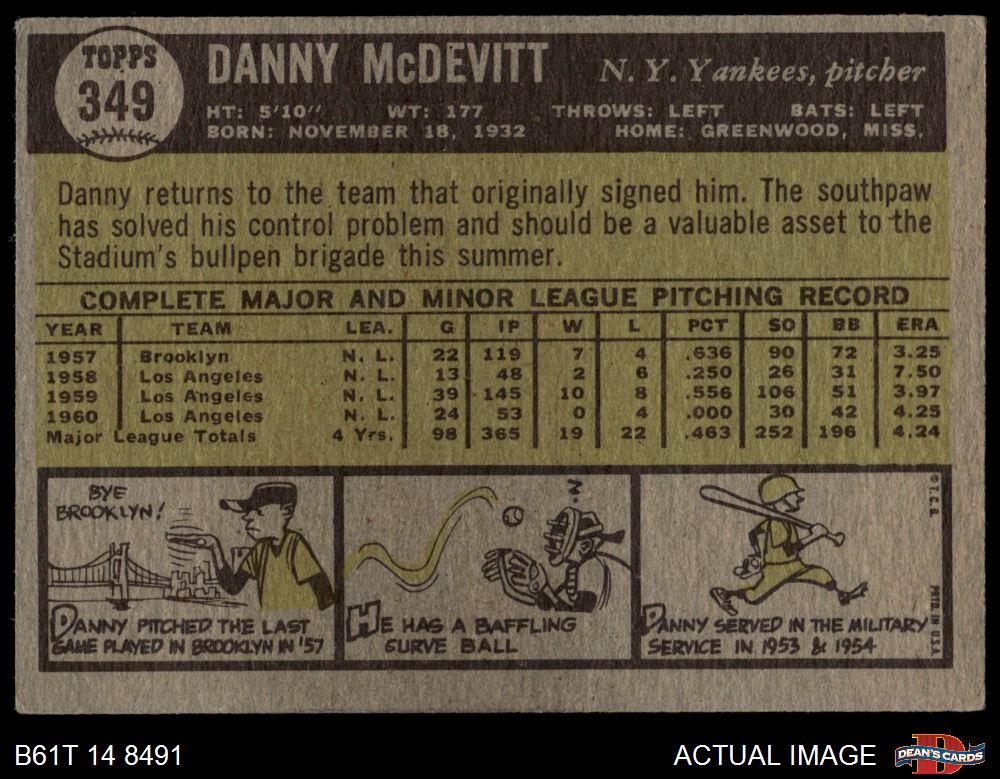 TOPPS
349
DANNY McDEVITT
N. Y. Yankees, pitcher
HT: 5'10" WT: 177 THROWS: LEFT BATS: LEFT
BORN: NOVEMBER 18, 1932 HOME: GREENWOOD, MISS.
Danny returns to the team that originally signed him. The southpaw
has solved his control problem and should be a valuable asset to the
Stadium's bullpen brigade this summer.
COMPLETE MAJOR AND MINOR LEAGUE PITCHING RECORD
YEAR TEAM LEA. G IP W L PCT SO BB ERA
1957 Brooklyn N. L. 22 119 7 4 .636 90 72 3.25
1958 Los Angeles N. L. 13 48 2 6 .250 26 31 7.50
1959 Los Angeles N. L. 39 145 10 8 .556 106 51 3.97
1960 Los Angeles N. L. 24 53 0 4 .000 30 42 4.25
Major League Totals 4 Yrs. 98 365 19 22 .463 252 196 4.24
BYE
BROOKLYN!
DANNY PITCHED THE LAST
GAME PLAYED IN BROOKLYN IN '57
HE HAS A BAFFLING
CURVE BALL
DANNY SERVED IN THE MILITARY
SERVICE IN 1953 & 1954
© T.C.G.
PRTD. IN U.S.A.
B61T 14 8491
ACTUAL IMAGE
DEAN'S CARDS